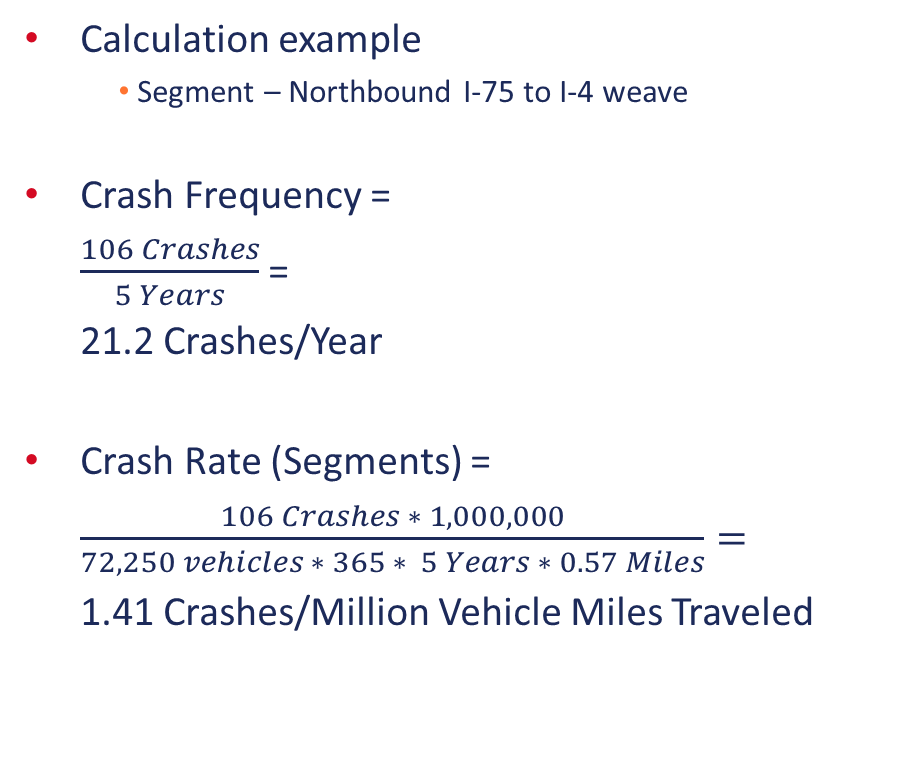 • Calculation example
• Segment – Northbound I-75 to I-4 weave
• Crash Frequency =
106 Crashes
=
5 Years
21.2 Crashes/Year
• Crash Rate (Segments) =
106 Crashes ∗ 1,000,000
=
72,250 vehicles ∗ 365 ∗ 5 Years ∗ 0.57 Miles
1.41 Crashes/Million Vehicle Miles Traveled